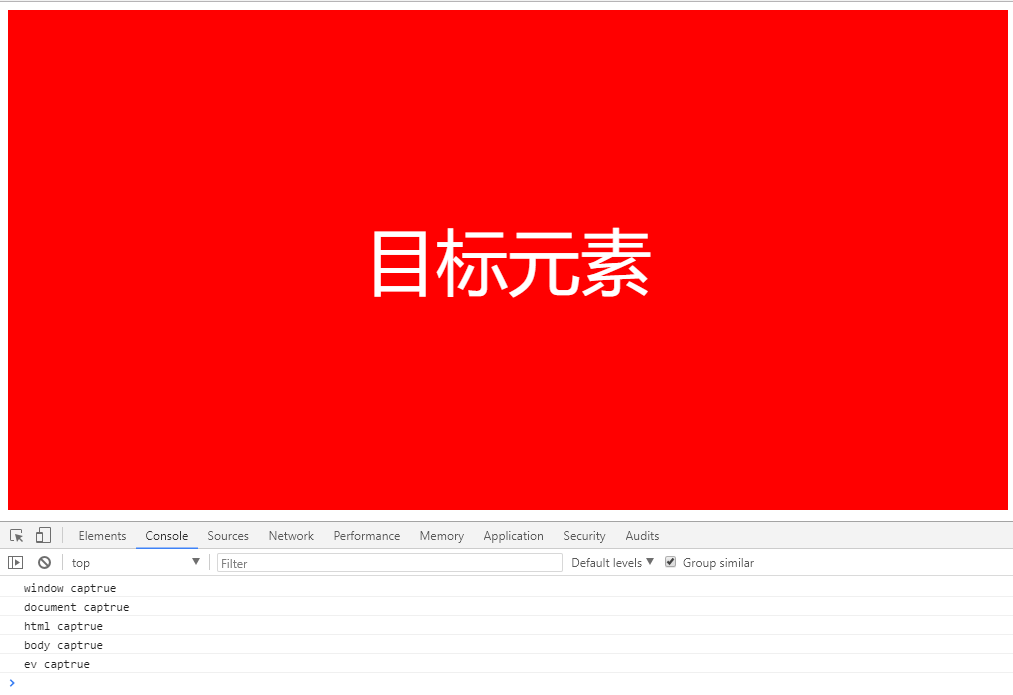 目标元素
Elements Console Sources Network Performance Memory Application Security Audits
top Filter Default levels Group similar
window captrue
document captrue
html captrue
body captrue
ev captrue